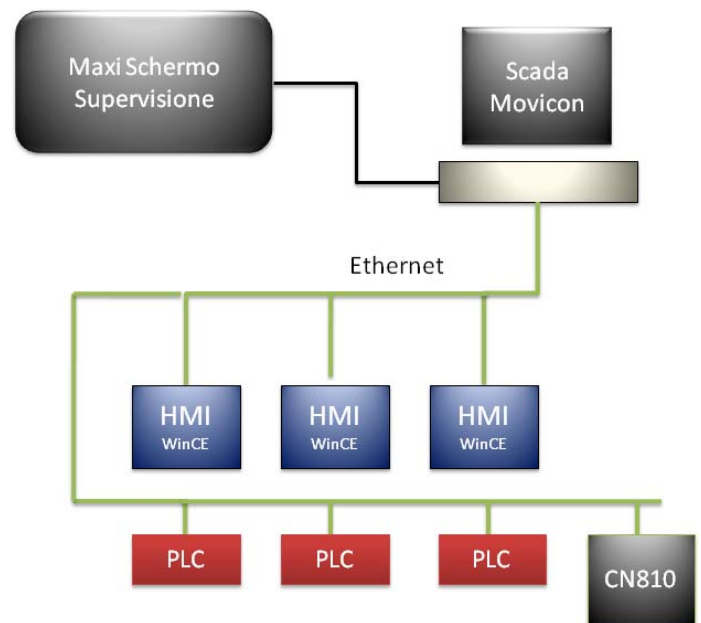 Maxi Schermo
Supervisione
Scada
Movicon
Ethernet
HMI
WinCE
HMI
WinCE
HMI
WinCE
PLC
PLC
PLC
CN810